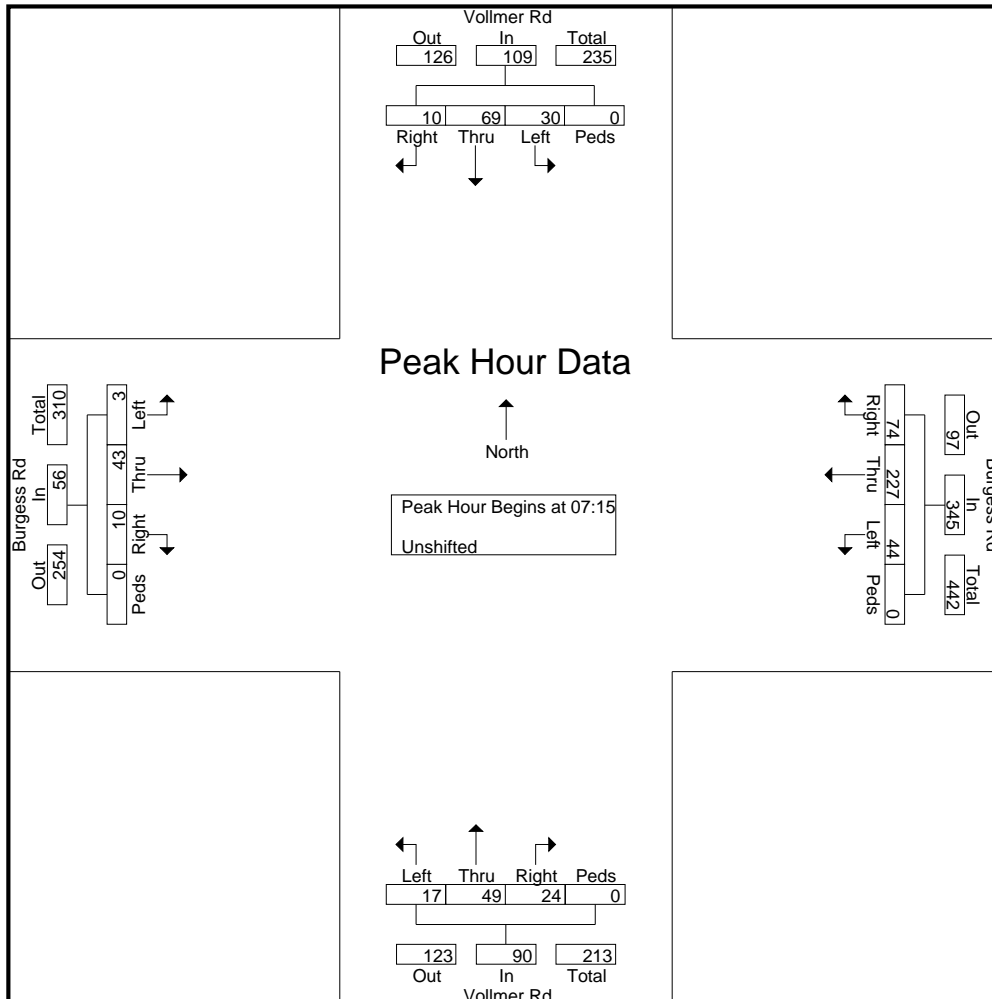 Vollmer Rd
Out In Total
126 109 235
10 69 30 0
Right Thru Left Peds
Peak Hour Data
North
Peak Hour Begins at 07:15
Unshifted
Burgess Rd
Total In Out
310 56 254
3 43 10 0
Left Thru Right Peds
Burgess Rd
Out In Total
97 345 442
74 227 44 0
Right Thru Left Peds
Left Thru Right Peds
17 49 24 0
123 90 213
Out In Total
Vollmer Rd